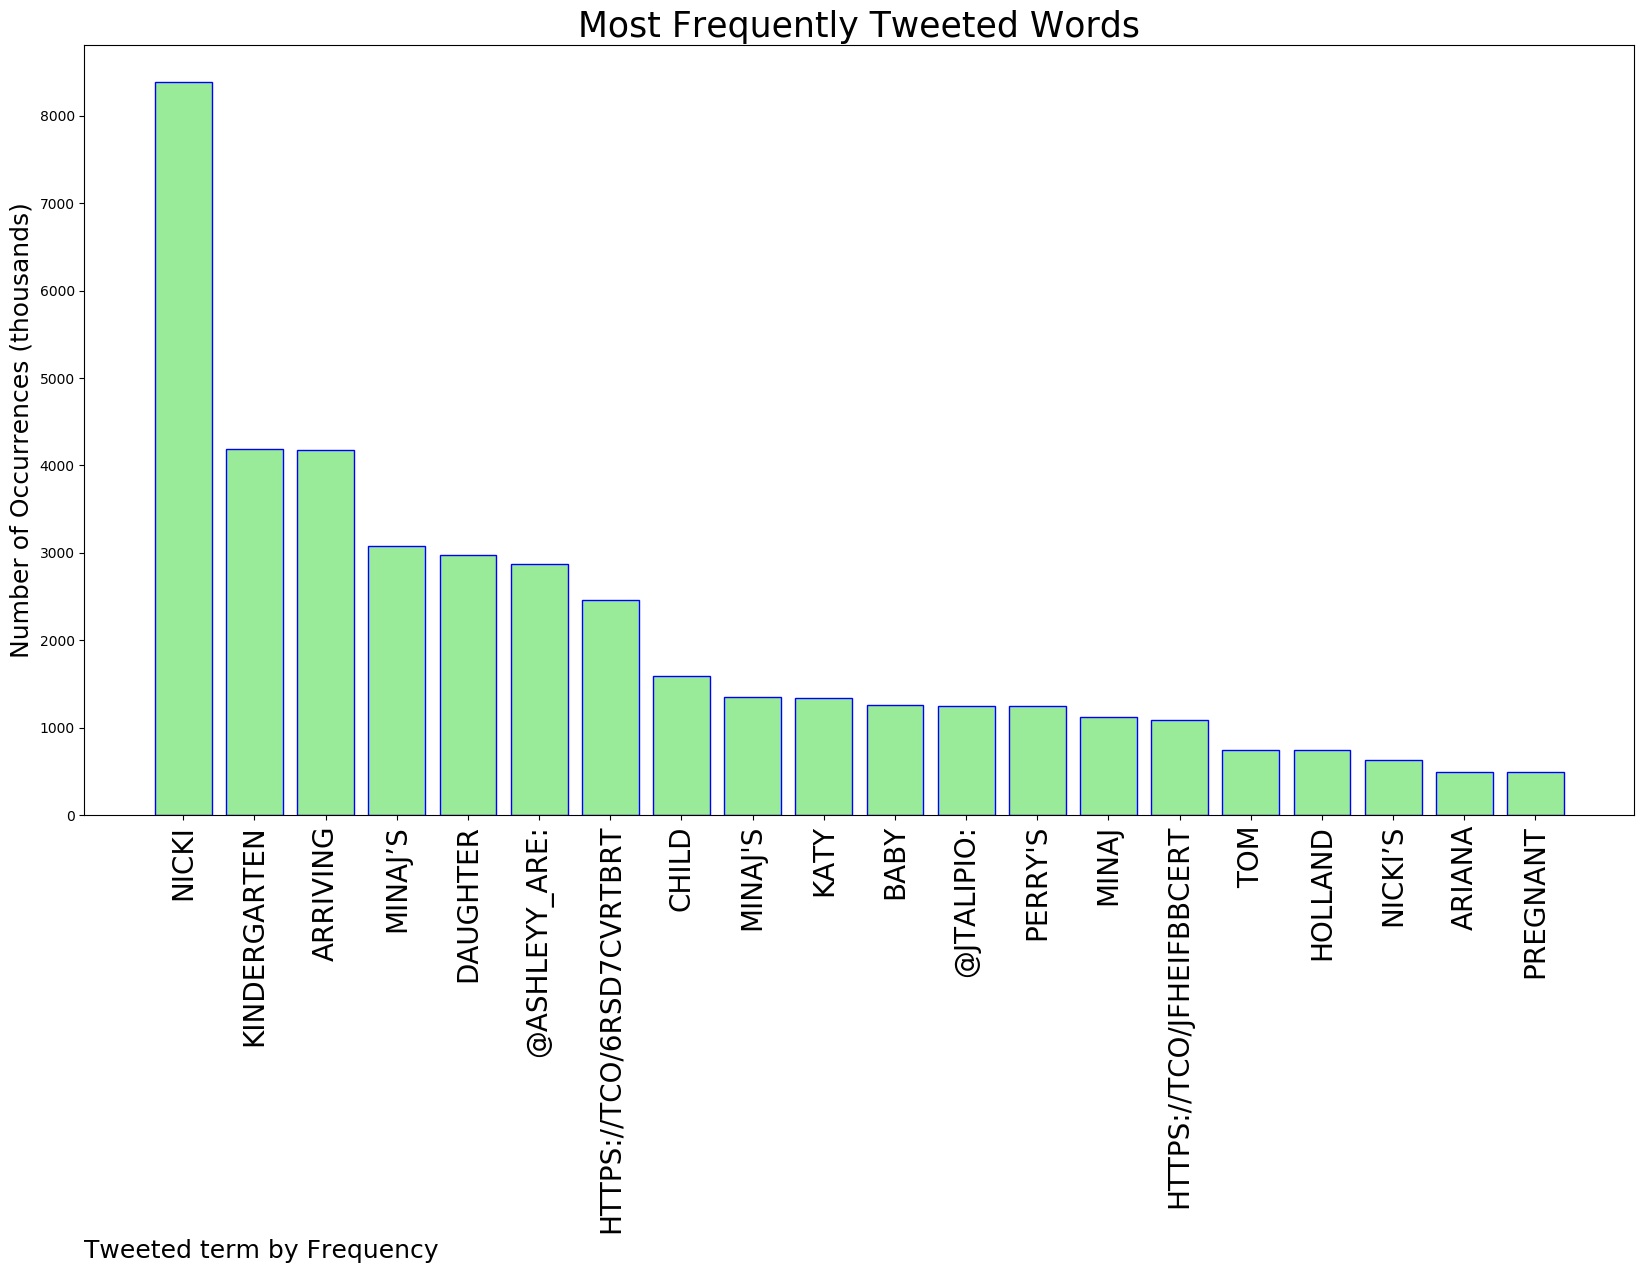 Most Frequently Tweeted Words
Number of Occurrences (thousands)
8000
7000
6000
5000
4000
3000
2000
1000
0
NICKI
KINDERGARTEN
ARRIVING
MINAJ’S
DAUGHTER
@ASHLEYY_ARE:
HTTPS://TCO/6RSD7CVRTBRT
CHILD
MINAJ'S
KATY
BABY
@JTALIPIO:
PERRY'S
MINAJ
HTTPS://TCO/JFHEIFBBCERT
TOM
HOLLAND
NICKI’S
ARIANA
PREGNANT
Tweeted term by Frequency